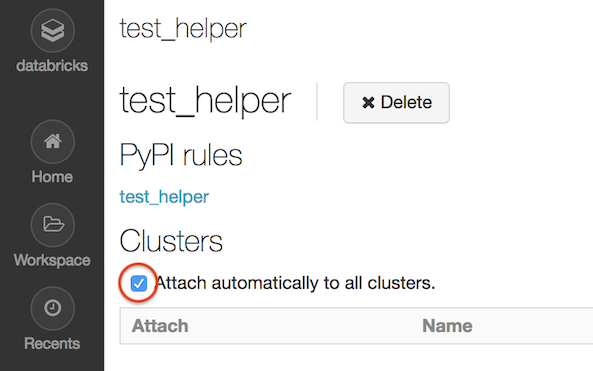 databricks
Home
Workspace
Recents
test_helper
test_helper
Delete
PyPI rules
test_helper
Clusters
Attach automatically to all clusters.
Attach Name